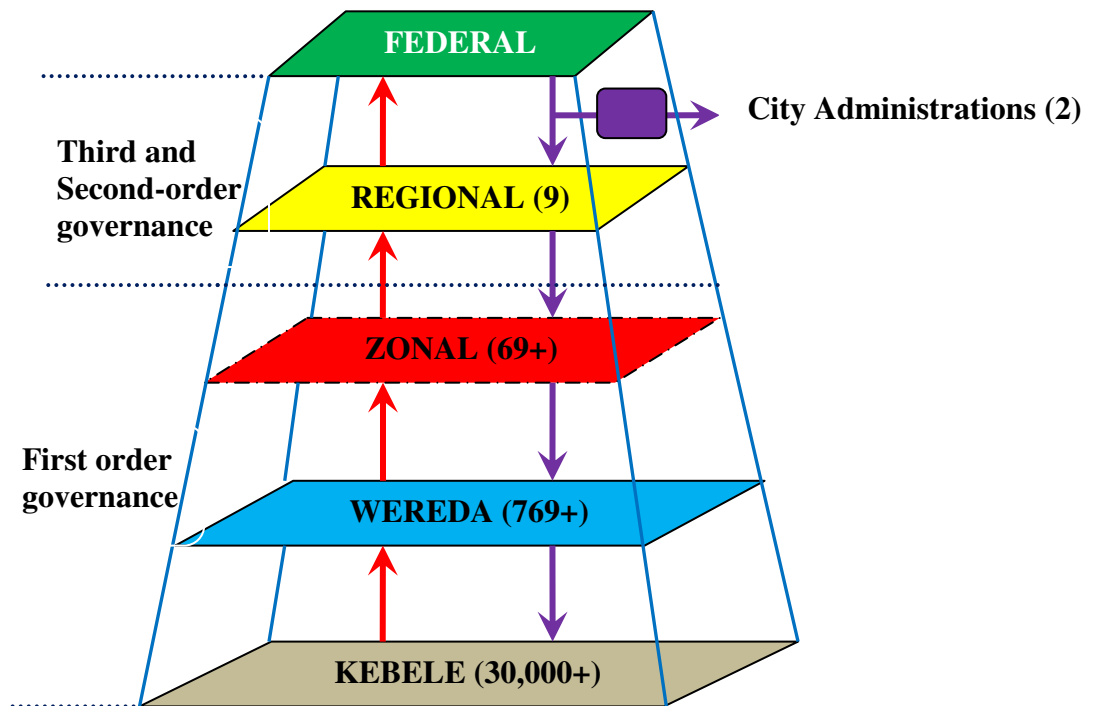 FEDERAL
City Administrations (2)
Third and
Second-order
governance
REGIONAL (9)
ZONAL (69+)
First order
governance
WEREDA (769+)
KEBELE (30,000+)